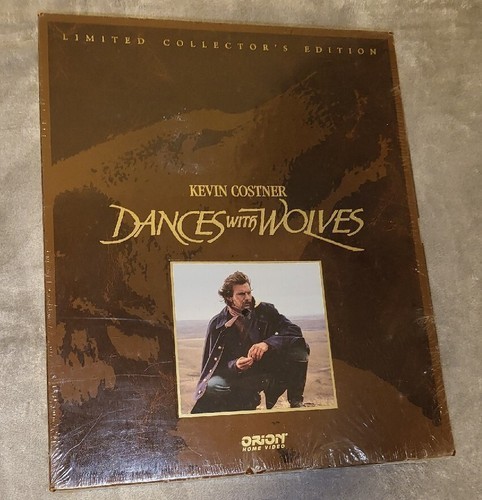 LIMITED COLLECTOR'S EDITION
KEVIN COSTNER
DANCES WITH WOLVES
ORION
HOME VIDEO